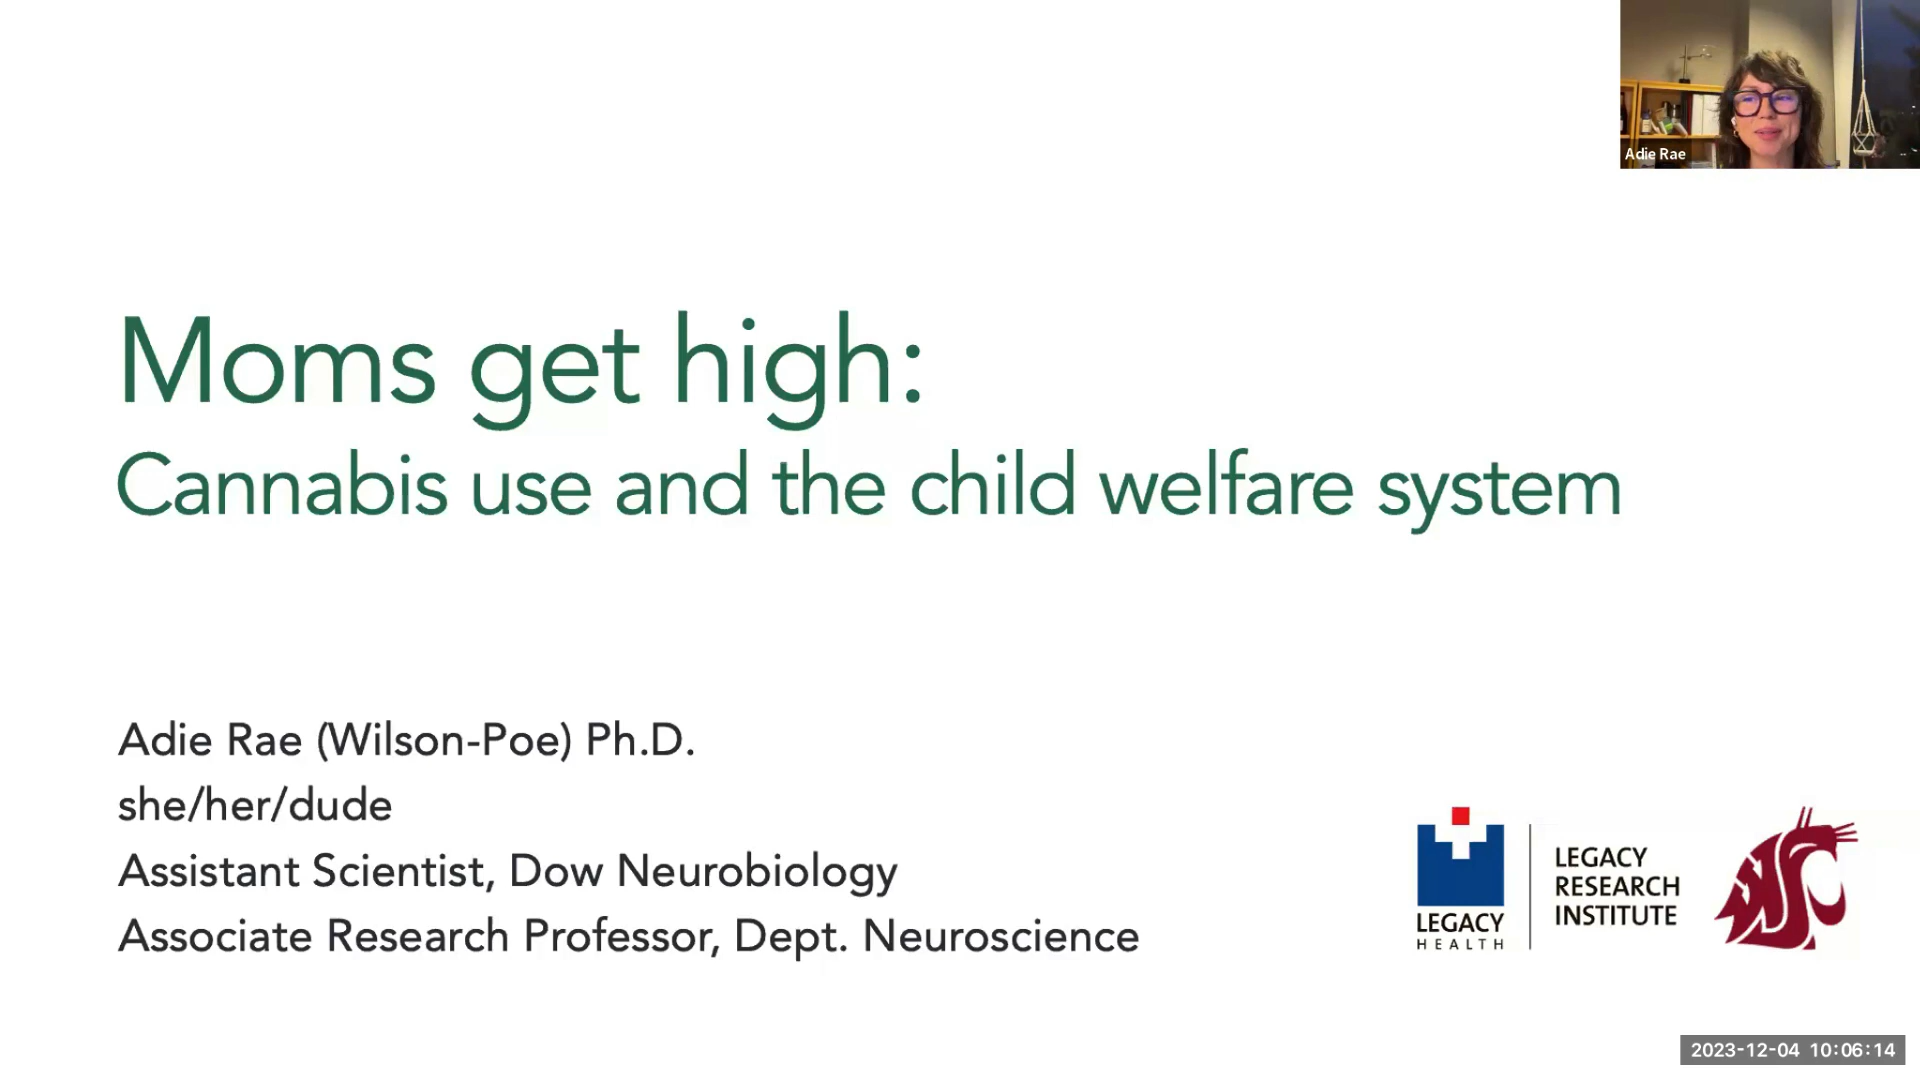 Adie Rae
Moms get high:
Cannabis use and the child welfare system
Adie Rae (Wilson-Poe) Ph.D.
she/her/dude
Assistant Scientist, Dow Neurobiology
Associate Research Professor, Dept. Neuroscience
LEGACY
HEALTH
LEGACY
RESEARCH
INSTITUTE
WSC
2023-12-04 10:06:14